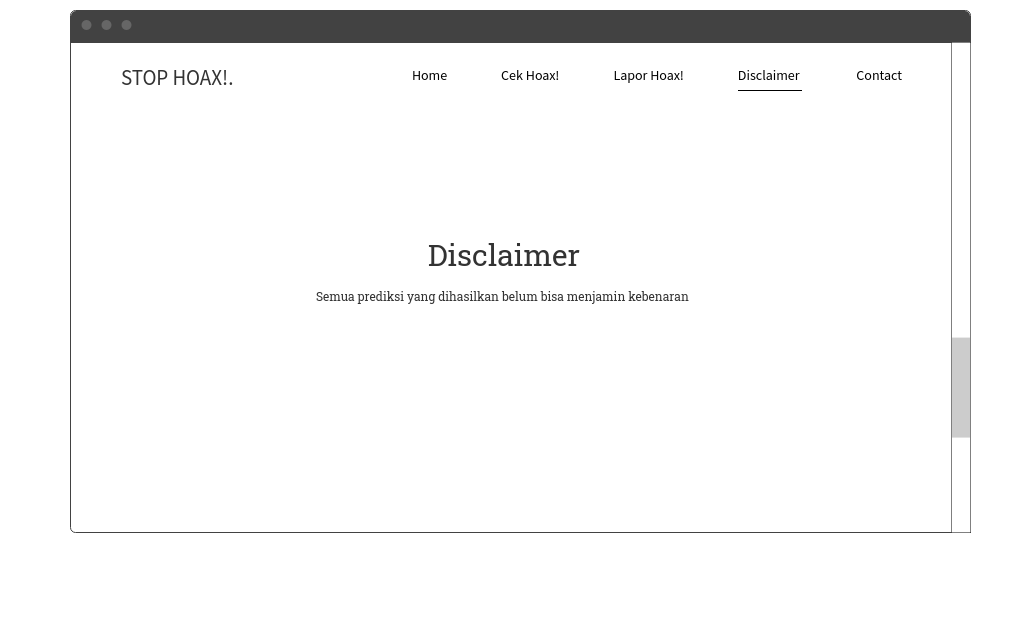 STOP HOAX!. Home Cek Hoax! Lapor Hoax! Disclaimer Contact
Disclaimer
Semua prediksi yang dihasilkan belum bisa menjamin kebenaran